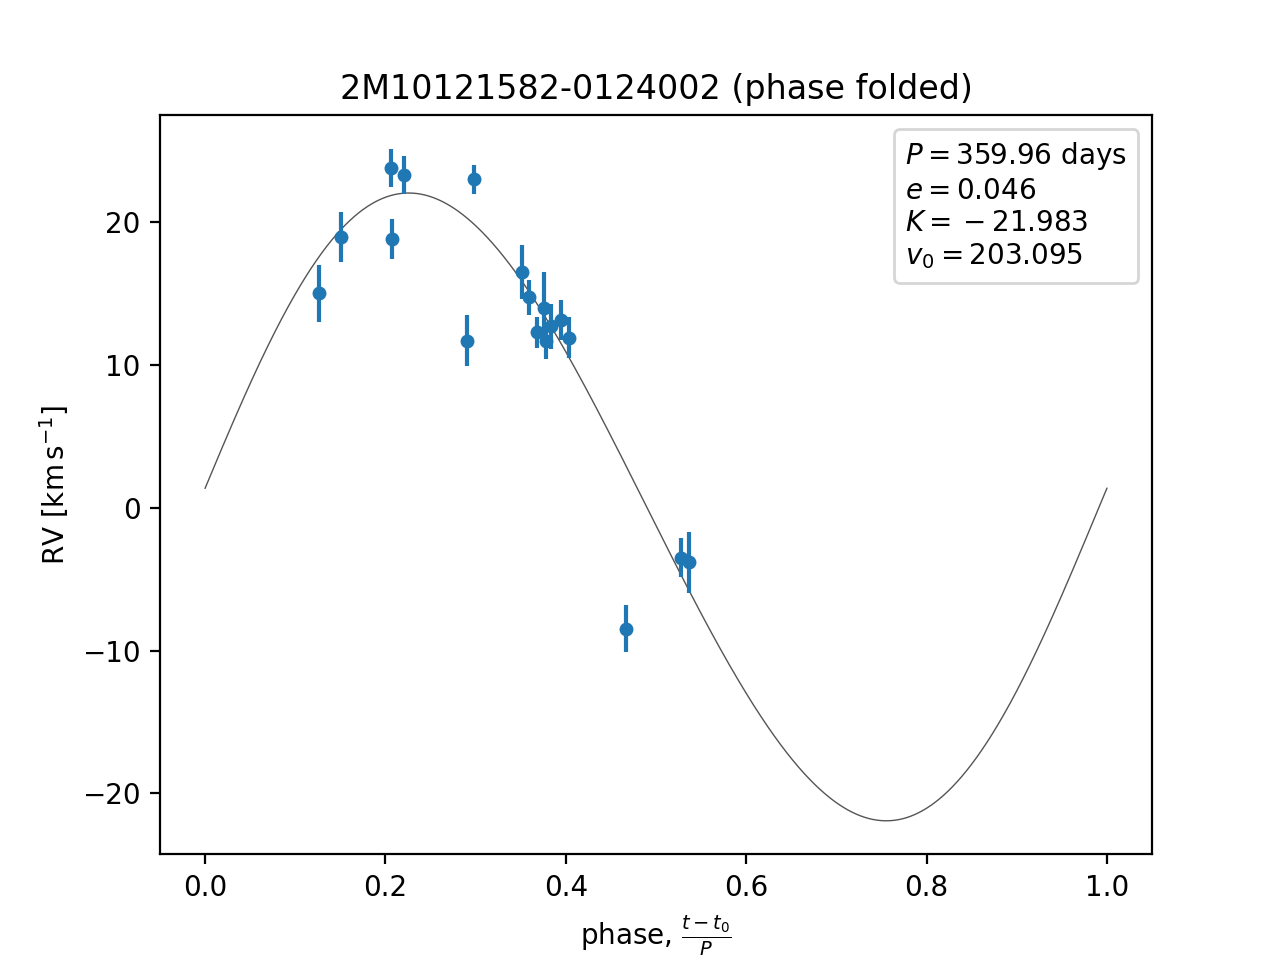 2M10121582-0124002 (phase folded)
P = 359.96 days
e = 0.046
K = −21.983
v₀ = 203.095
20
10
0
−10
−20
RV [km s⁻¹]
0.0 0.2 0.4 0.6 0.8 1.0
phase, (t − t₀)/P